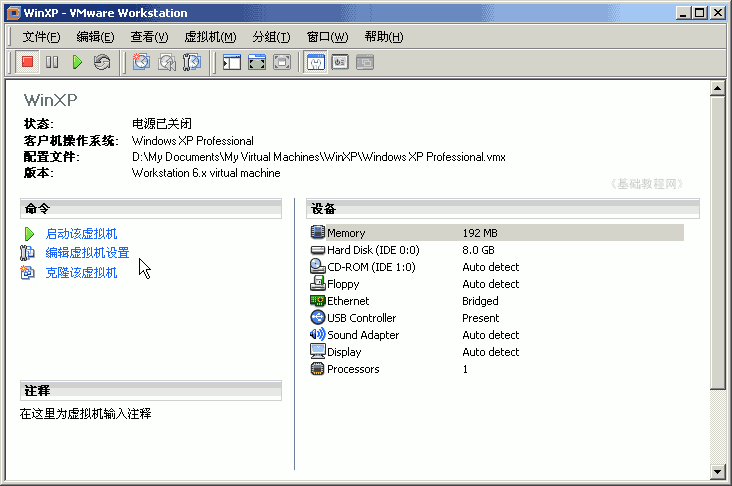 WinXP - VMware Workstation
文件(F) 编辑(E) 查看(V) 虚拟机(M) 分组(T) 窗口(W) 帮助(H)
WinXP
状态: 电源已关闭
客户机操作系统: Windows XP Professional
配置文件: D:\My Documents\My Virtual Machines\WinXP\Windows XP Professional.vmx
版本: Workstation 6.x virtual machine
《基础教程网》
命令
启动该虚拟机
编辑虚拟机设置
克隆该虚拟机
注释
在这里为虚拟机输入注释
设备
Memory 192 MB
Hard Disk (IDE 0:0) 8.0 GB
CD-ROM (IDE 1:0) Auto detect
Floppy Auto detect
Ethernet Bridged
USB Controller Present
Sound Adapter Auto detect
Display Auto detect
Processors 1